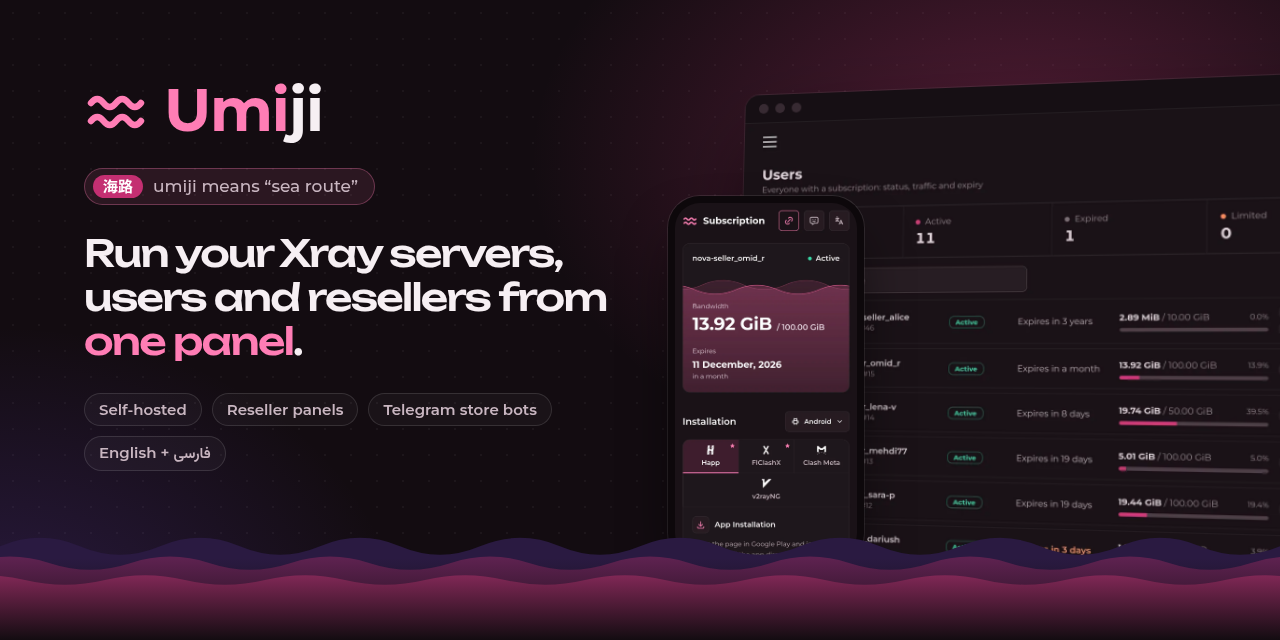 Umiji
海路 umiji means “sea route”
Run your Xray servers,
users and resellers from
one panel.
Self-hosted
Reseller panels
Telegram store bots
English + فارسی
Subscription
nova-seller_omid_r
Active
Bandwidth
13.92 GiB / 100.00 GiB
Expires
11 December, 2026
in a month
Installation
Android
Happ
FlClashX
Clash Meta
v2rayNG
App Installation
the page in Google Play and
Users
Everyone with a subscription: status, traffic and expiry
Active
11
Expired
1
Limited
0
Active Expires in 3 years 2.89 MiB / 10.00 GiB 0.0%
_omid_r Active Expires in a month 13.92 GiB / 100.00 GiB 13.9%
_lena-v Active Expires in 8 days 19.74 GiB / 50.00 GiB 39.5%
_mehdi77 Active Expires in 19 days 5.01 GiB / 100.00 GiB 5.0%
_sara-p Active Expires in 19 days 19.44 GiB / 100.00 GiB 19.4%
dariush in 3 days